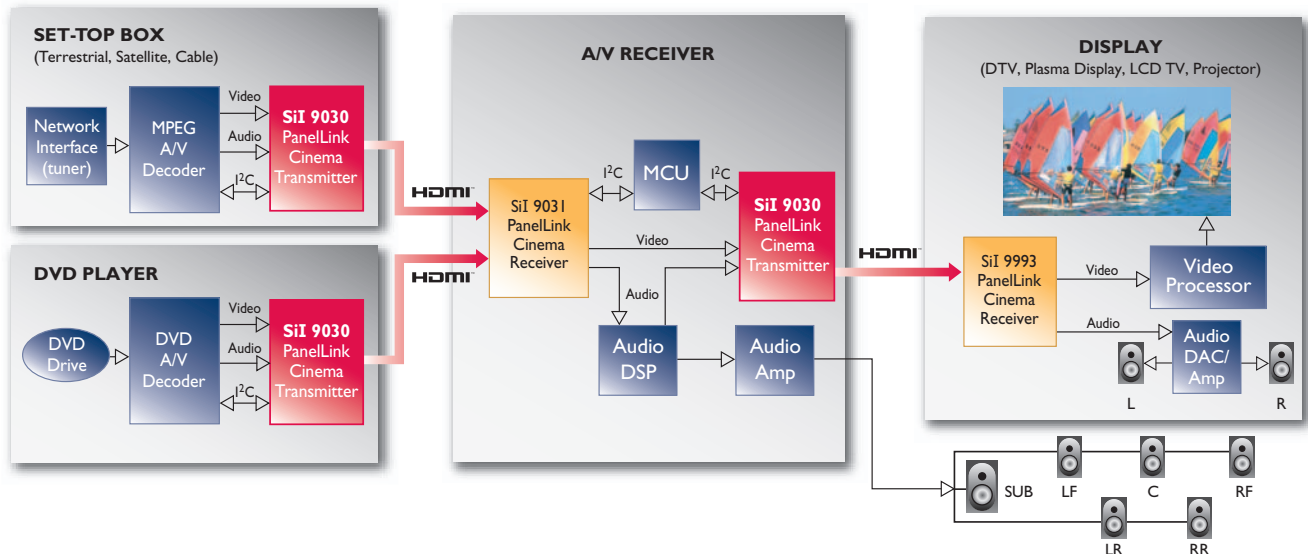 SET-TOP BOX
(Terrestrial, Satellite, Cable)
Network
Interface
(tuner)
MPEG
A/V
Decoder
Video
Audio
I²C
SiI 9030
PanelLink
Cinema
Transmitter
HDMI™
DVD PLAYER
DVD
Drive
DVD
A/V
Decoder
Video
Audio
I²C
SiI 9030
PanelLink
Cinema
Transmitter
HDMI™
A/V RECEIVER
SiI 9031
PanelLink
Cinema
Receiver
I²C
MCU
I²C
Video
Audio
SiI 9030
PanelLink
Cinema
Transmitter
Audio
DSP
Audio
Amp
HDMI™
DISPLAY
(DTV, Plasma Display, LCD TV, Projector)
SiI 9993
PanelLink
Cinema
Receiver
Video
Video
Processor
Audio
Audio
DAC/
Amp
L
R
SUB
LF
C
RF
LR
RR